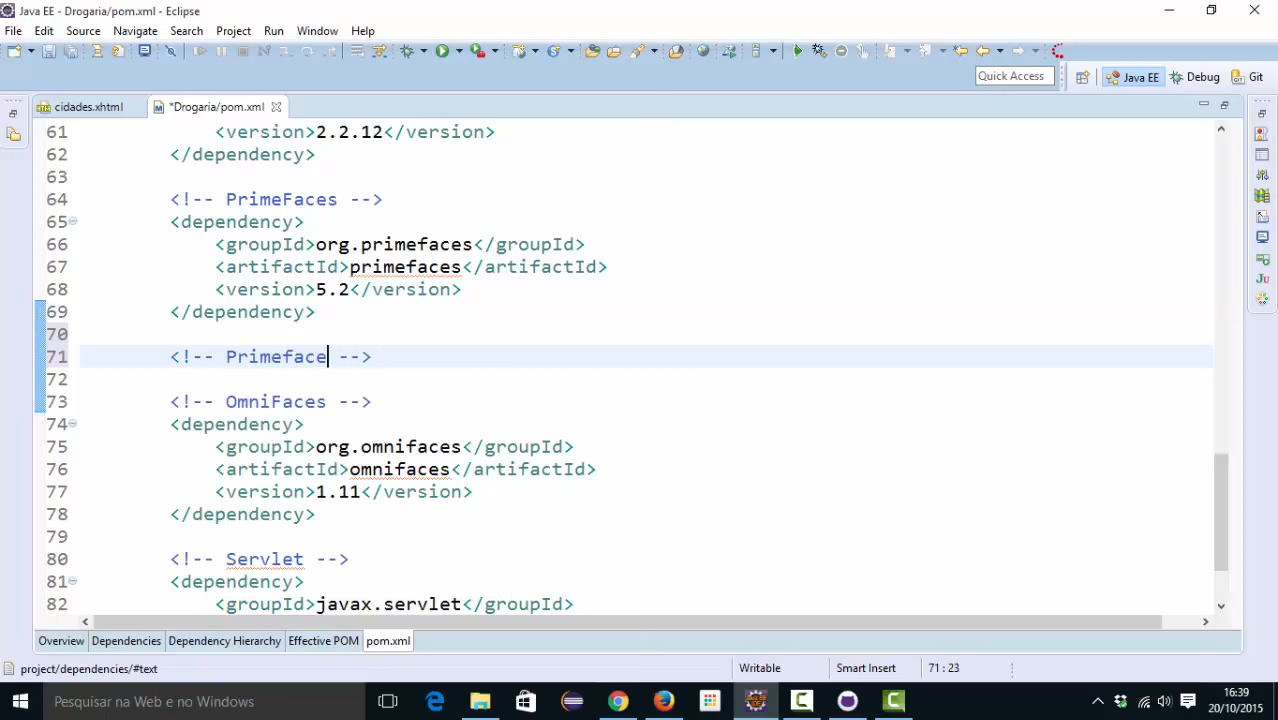 Java EE - Drogaria/pom.xml - Eclipse
File Edit Source Navigate Search Project Run Window Help
Quick Access Java EE Debug Git
cidades.xhtml *Drogaria/pom.xml
61 <version>2.2.12</version>
62 </dependency>
63
64 <!-- PrimeFaces -->
65 <dependency>
66 <groupId>org.primefaces</groupId>
67 <artifactId>primefaces</artifactId>
68 <version>5.2</version>
69 </dependency>
70
71 <!-- Primeface -->
72
73 <!-- OmniFaces -->
74 <dependency>
75 <groupId>org.omnifaces</groupId>
76 <artifactId>omnifaces</artifactId>
77 <version>1.11</version>
78 </dependency>
79
80 <!-- Servlet -->
81 <dependency>
82 <groupId>javax.servlet</groupId>
Overview Dependencies Dependency Hierarchy Effective POM pom.xml
project/dependencies/#text Writable Smart Insert 71 : 23
Pesquisar na Web e no Windows
16:39
20/10/2015